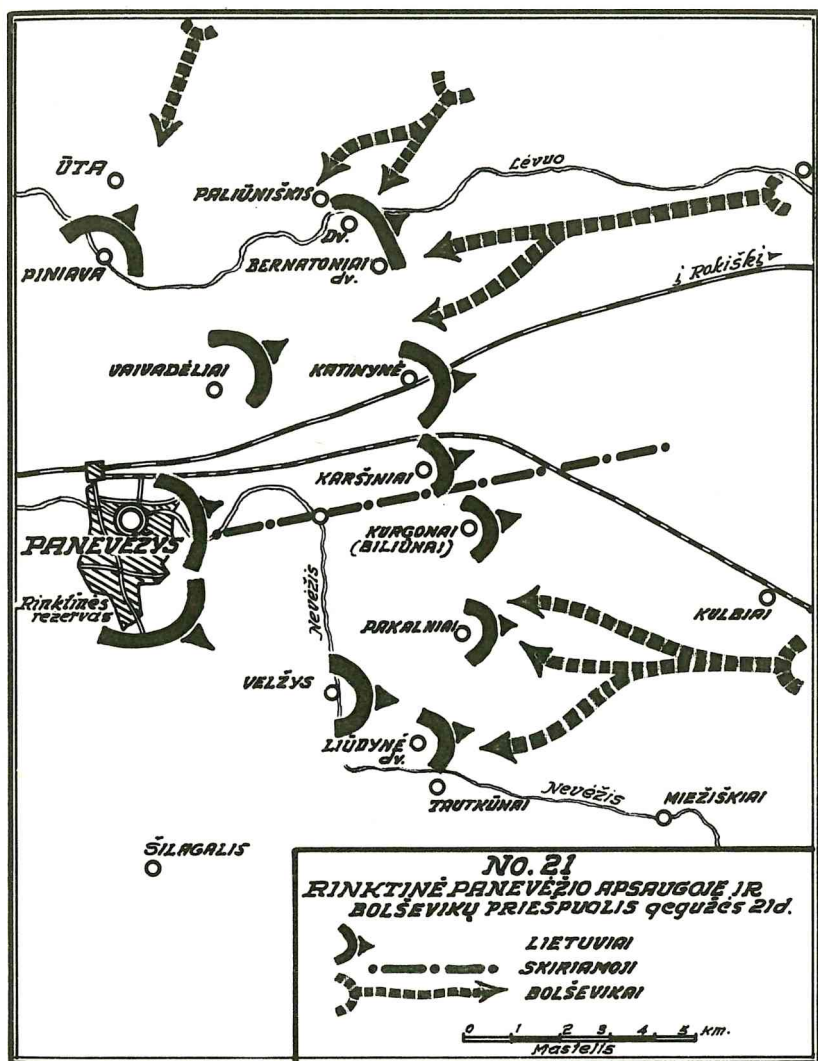 ŪTA
Lėvuo
PALIŪNIŠKIS
Dv.
BERNATONIAI
dv.
PINIAVA
į Rokiškį
VAIVADĖLIAI
KATINYNĖ
KARŠINIAI
KURGONAI
(BILIŪNAI)
PANEVĖŽYS
Rinktinės
rezervas
Nevėžis
KULBIAI
PAKALNIAI
VELŽYS
LIŪDYNĖ
dv.
TAUTKŪNAI
Nevėžis
MIEŽIŠKIAI
ŠILAGALIS
NO. 21
RINKTINĖ PANEVĖŽIO APSAUGOJE IR
BOLŠEVIKŲ PRIEŠPUOLIS gegužės 21d.
LIETUVIAI
SKIRIAMOJI
BOLŠEVIKAI
0 1 2 3 4 5 km.
Mastelis